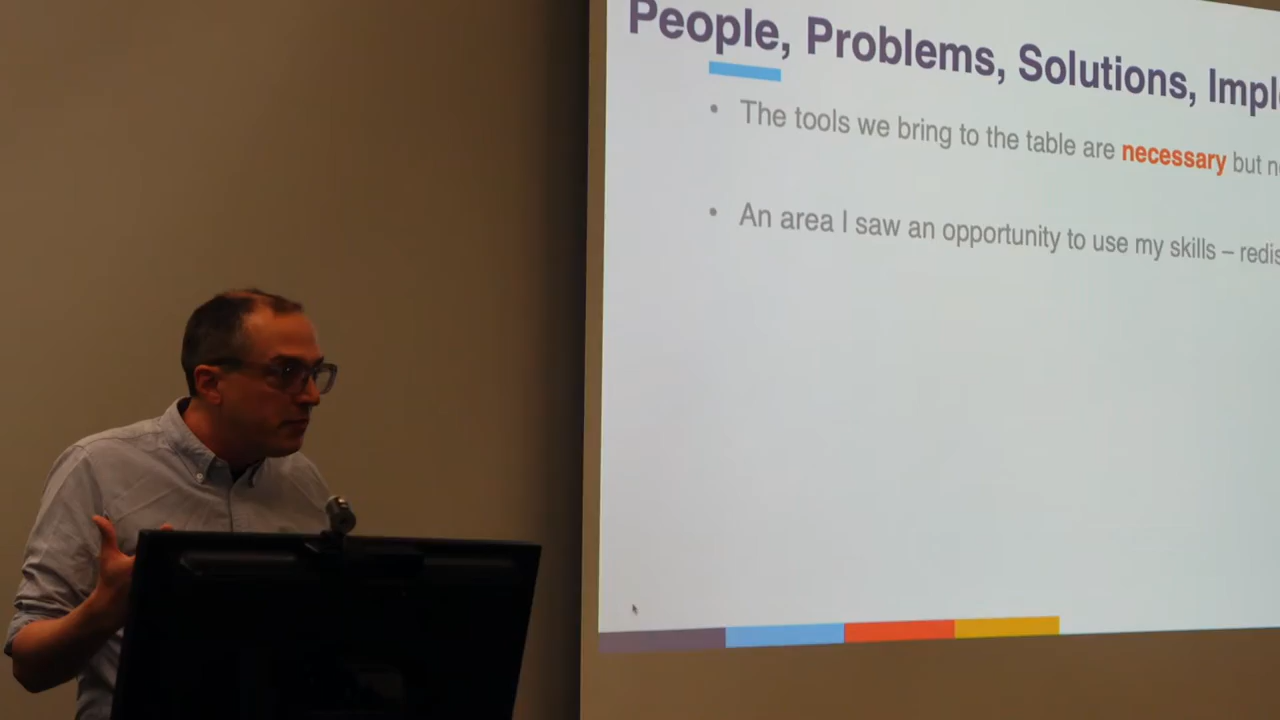 People, Problems, Solutions, Impl
• The tools we bring to the table are necessary but n
• An area I saw an opportunity to use my skills – redis